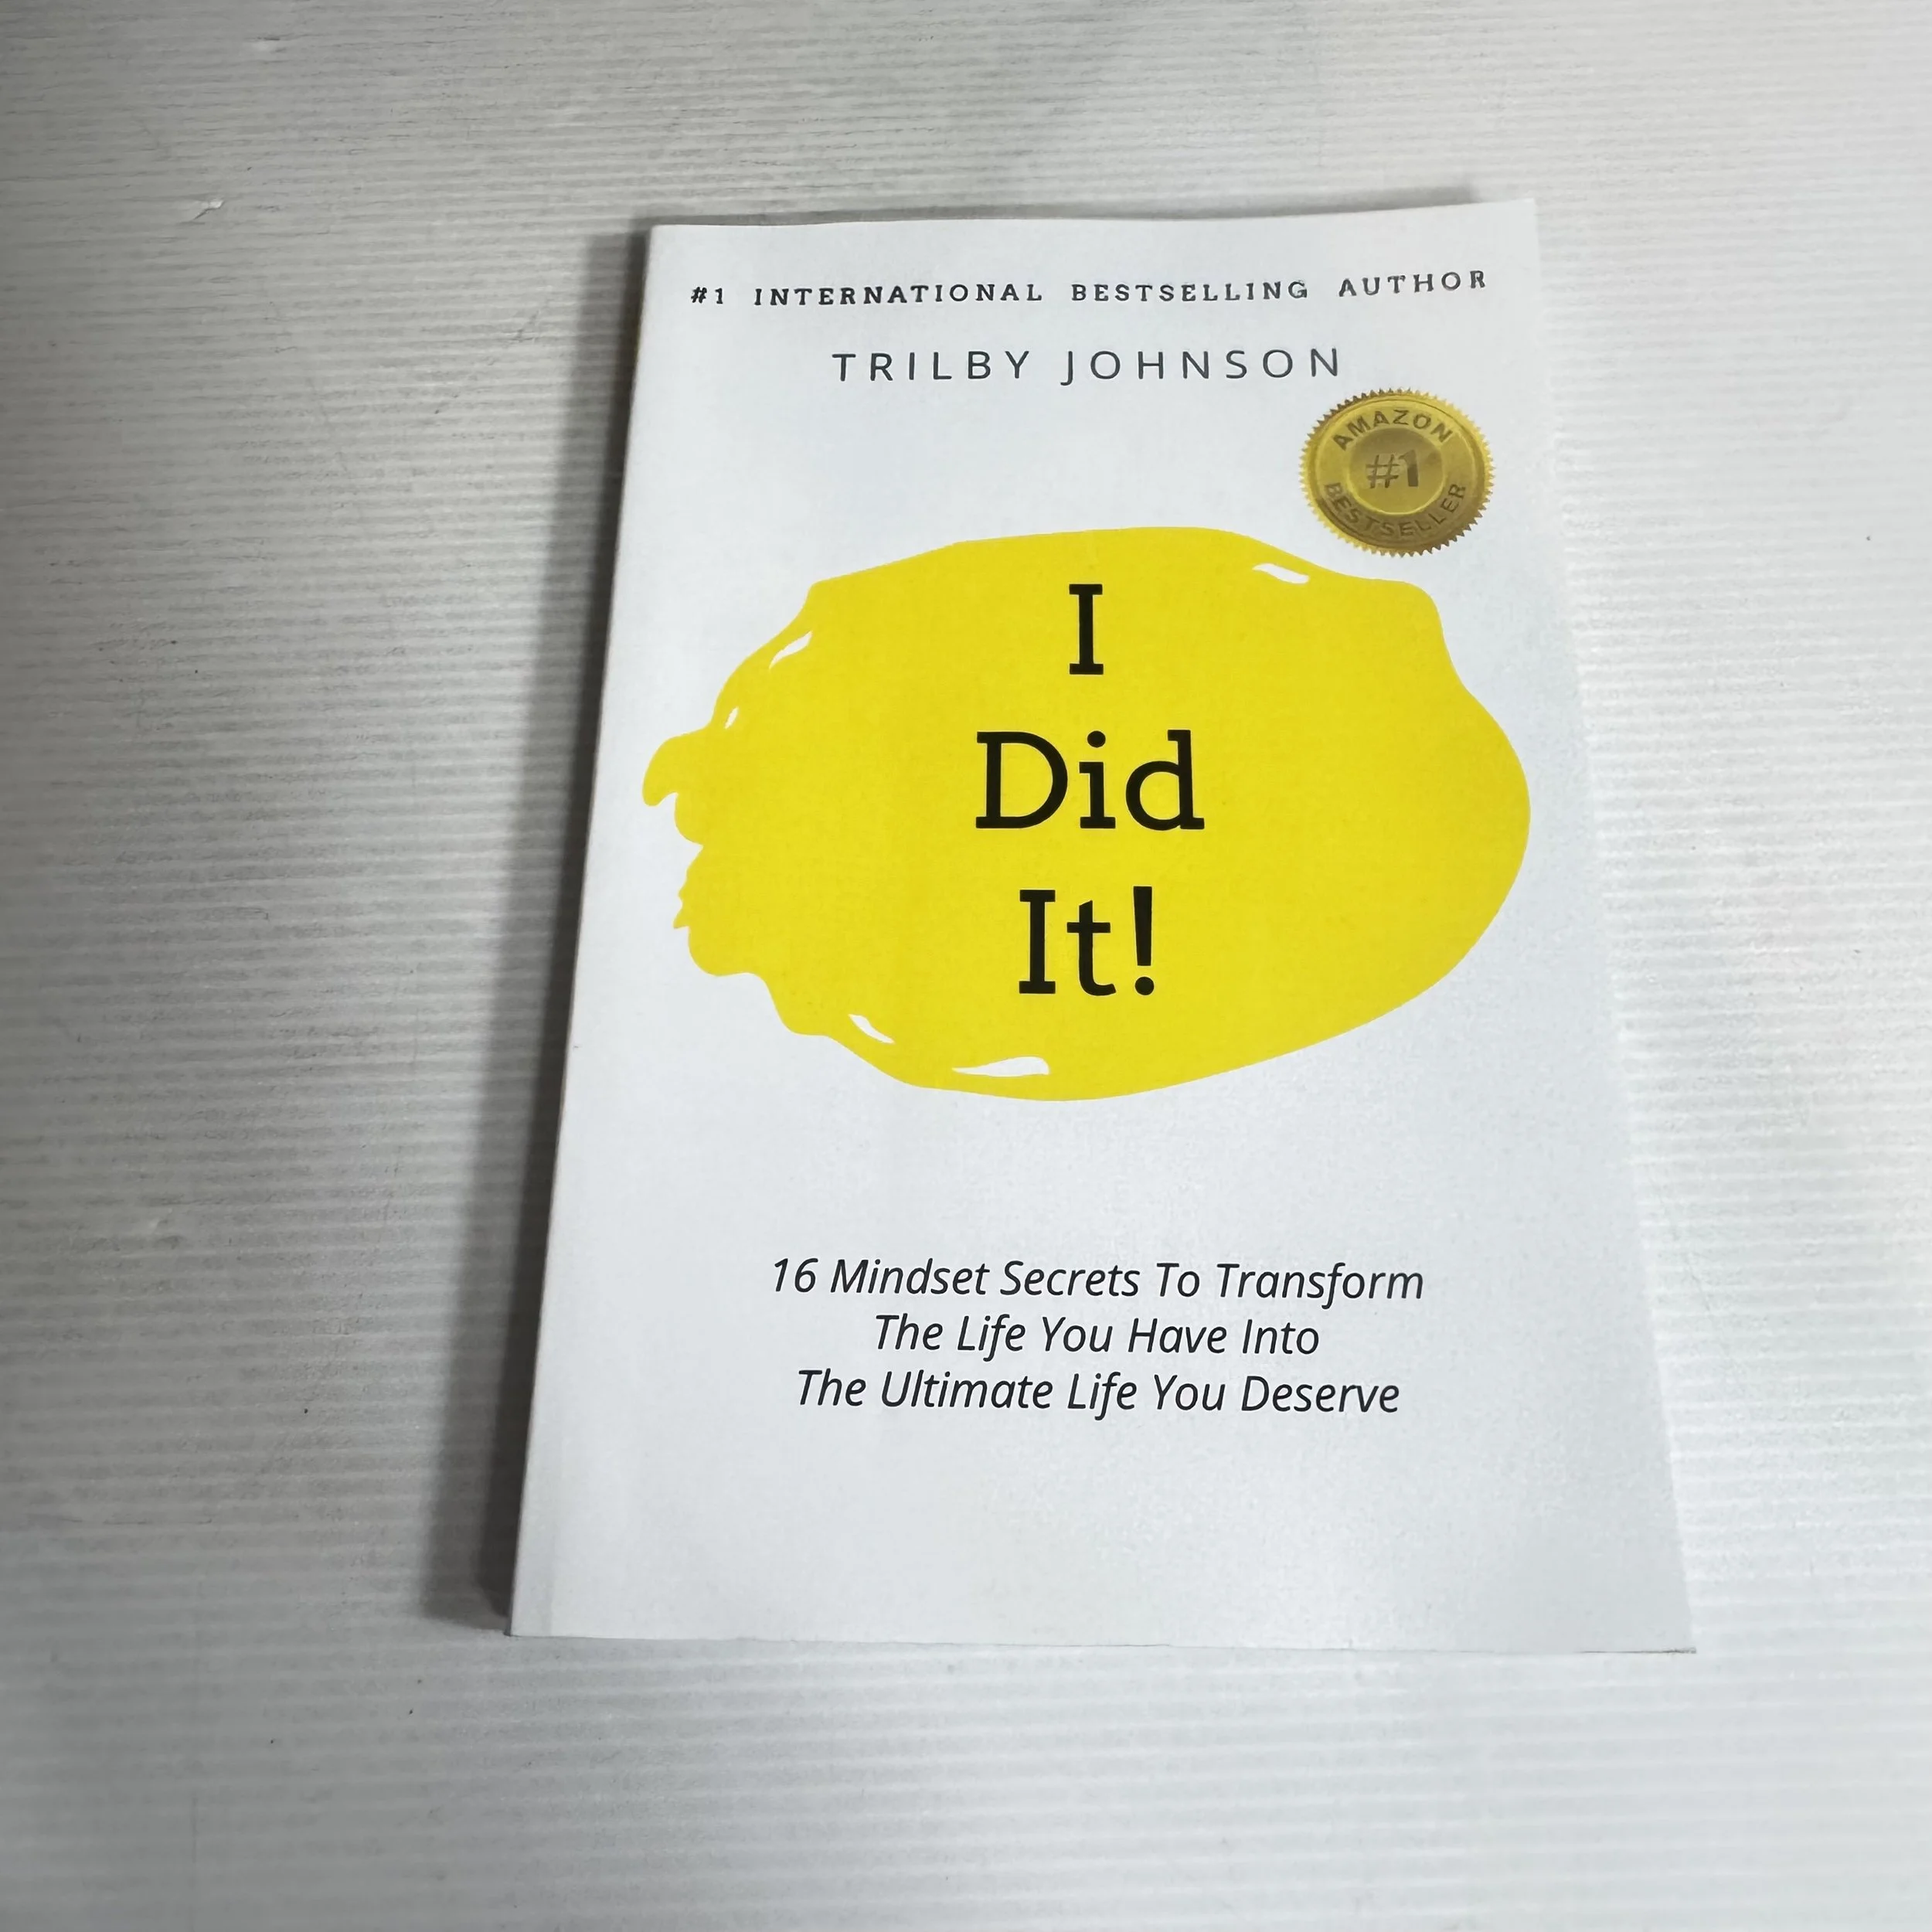 #1 INTERNATIONAL BESTSELLING AUTHOR
TRILBY JOHNSON
AMAZON
#1
BESTSELLER
I
Did
It!
16 Mindset Secrets To Transform
The Life You Have Into
The Ultimate Life You Deserve